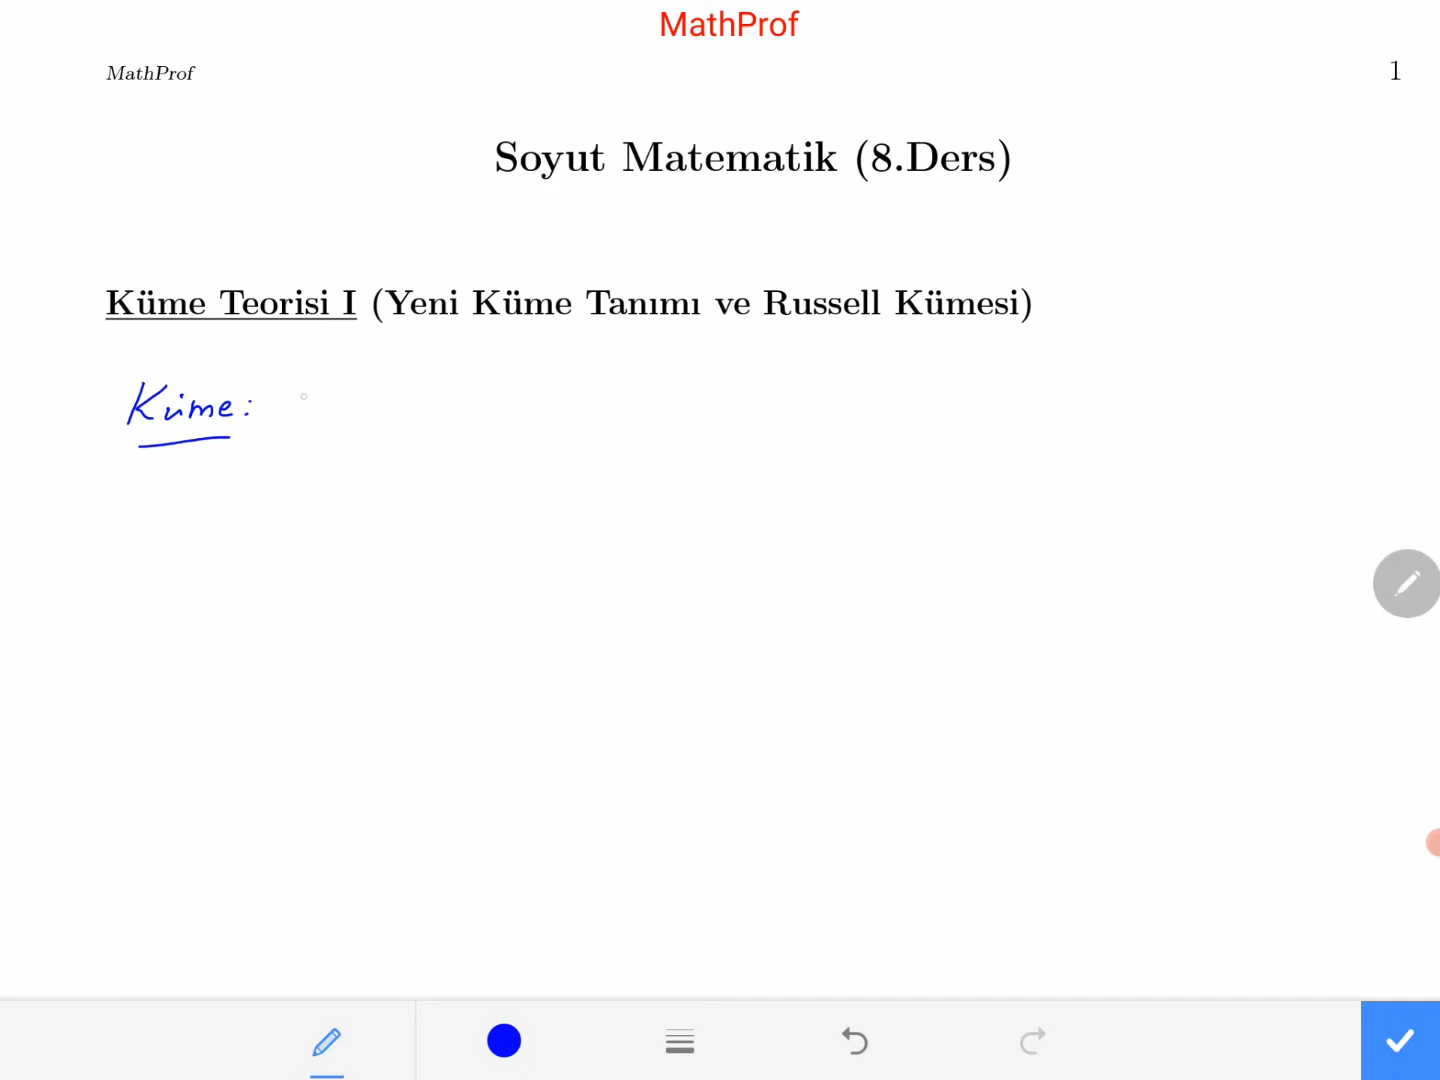 MathProf
MathProf 1
Soyut Matematik (8.Ders)
Küme Teorisi I (Yeni Küme Tanımı ve Russell Kümesi)
Küme: